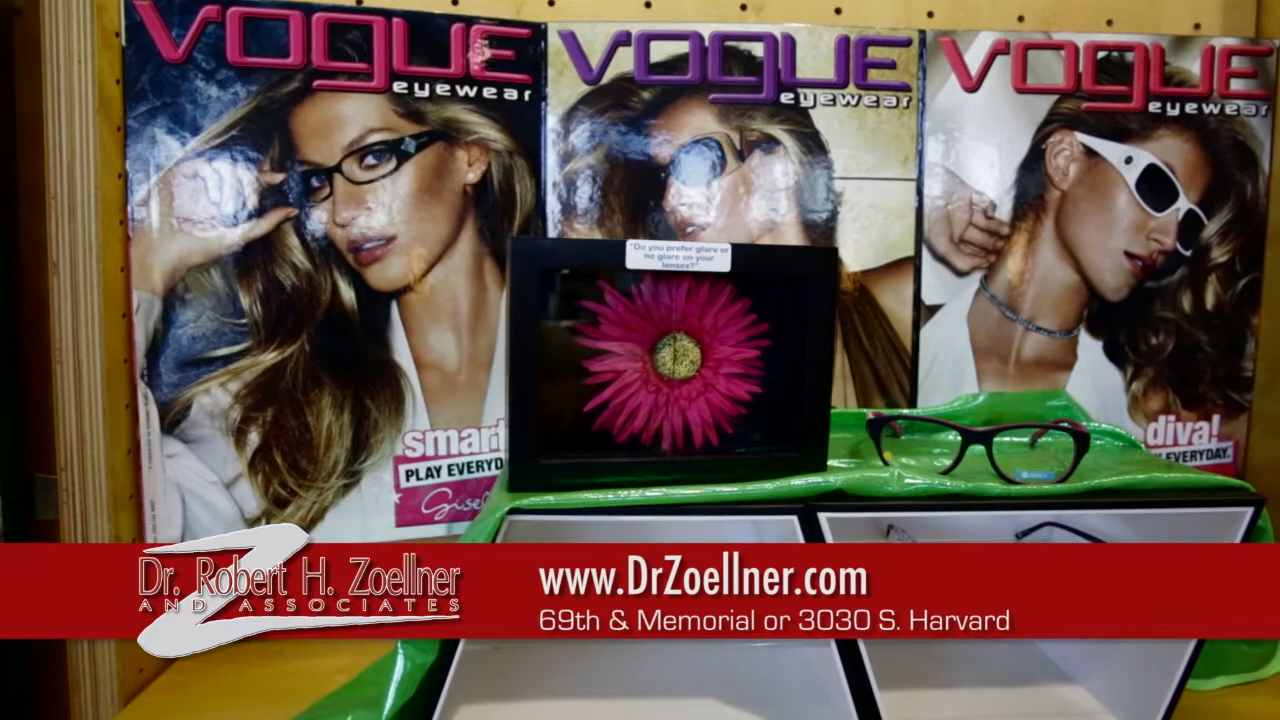 VOGUE
eyewear
VOGUE
eyewear
VOGUE
eyewear
"Do you prefer glare or
no glare on your
lenses?"
smart
PLAY EVERYD
Gisel
diva!
EVERYDAY.
Dr. Robert H. Zoellner
AND ASSOCIATES
www.DrZoellner.com
69th & Memorial or 3030 S. Harvard